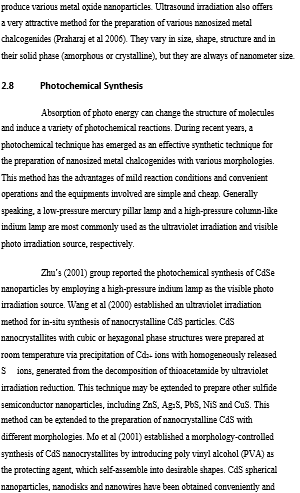 produce various metal oxide nanoparticles. Ultrasound irradiation also offers
a very attractive method for the preparation of various nanosized metal
chalcogenides (Praharaj et al 2006). They vary in size, shape, structure and in
their solid phase (amorphous or crystalline), but they are always of nanometer size.
2.8 Photochemical Synthesis
Absorption of photo energy can change the structure of molecules
and induce a variety of photochemical reactions. During recent years, a
photochemical technique has emerged as an effective synthetic technique for
the preparation of nanosized metal chalcogenides with various morphologies.
This method has the advantages of mild reaction conditions and convenient
operations and the equipments involved are simple and cheap. Generally
speaking, a low-pressure mercury pillar lamp and a high-pressure column-like
indium lamp are most commonly used as the ultraviolet irradiation and visible
photo irradiation source, respectively.
Zhu's (2001) group reported the photochemical synthesis of CdSe
nanoparticles by employing a high-pressure indium lamp as the visible photo
irradiation source. Wang et al (2000) established an ultraviolet irradiation
method for in-situ synthesis of nanocrystalline CdS particles. CdS
nanocrystallites with cubic or hexagonal phase structures were prepared at
room temperature via precipitation of Cd2+ ions with homogeneously released
S ions, generated from the decomposition of thioacetamide by ultraviolet
irradiation reduction. This technique may be extended to prepare other sulfide
semiconductor nanoparticles, including ZnS, Ag2S, PbS, NiS and CuS. This
method can be extended to the preparation of nanocrystalline CdS with
different morphologies. Mo et al (2001) established a morphology-controlled
synthesis of CdS nanocrystallites by introducing poly vinyl alcohol (PVA) as
the protecting agent, which self-assemble into desirable shapes. CdS spherical
nanoparticles, nanodisks and nanowires have been obtained conveniently and